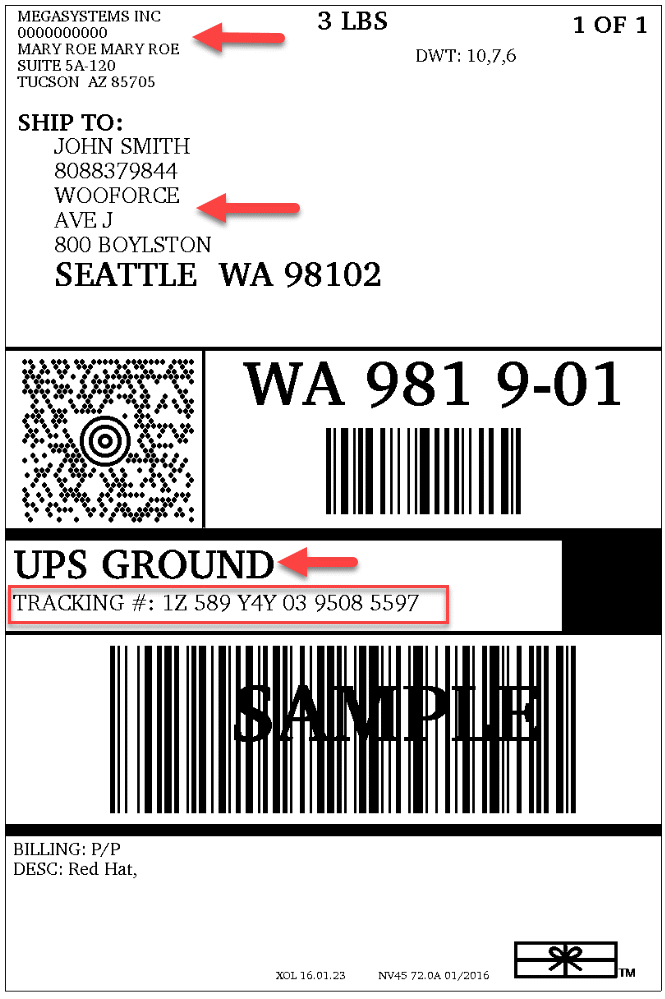 MEGASYSTEMS INC
0000000000
MARY ROE MARY ROE
SUITE 5A-120
TUCSON AZ 85705
3 LBS
1 OF 1
DWT: 10,7,6
SHIP TO:
JOHN SMITH
8088379844
WOOFORCE
AVE J
800 BOYLSTON
SEATTLE WA 98102
WA 981 9-01
UPS GROUND
TRACKING #: 1Z 589 Y4Y 03 9508 5597
SAMPLE
BILLING: P/P
DESC: Red Hat,
XOL 16.01.23 NV45 72.0A 01/2016
TM